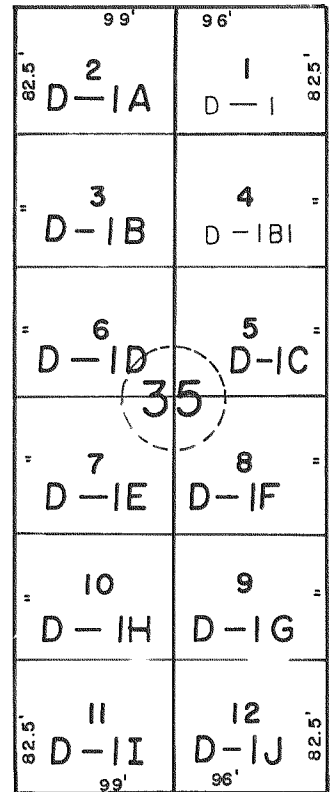 99' 96'
82.5' 2 1 82.5'
D-1A D-1
" 3 4 "
D-1B D-1B1
" 6 5 "
D-1D D-1C
35
" 7 8
D-1E D-1F
" 10 9 "
D-1H D-1G
82.5' 11 12 82.5'
D-1I D-1J
99' 96'